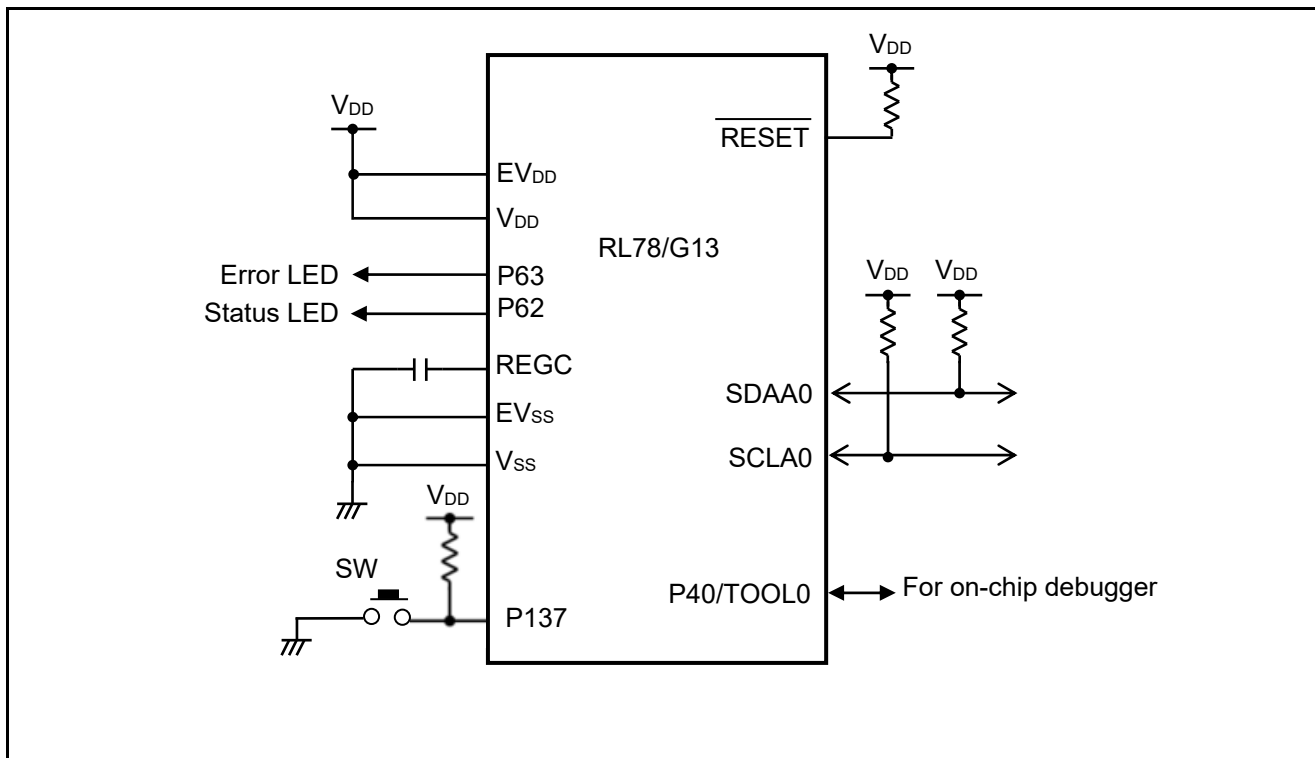 VDD
VDD
RESET
EVDD
VDD
RL78/G13
Error LED
P63
VDD
VDD
Status LED
P62
REGC
SDAA0
EVSS
SCLA0
VSS
VDD
SW
P40/TOOL0
For on-chip debugger
P137